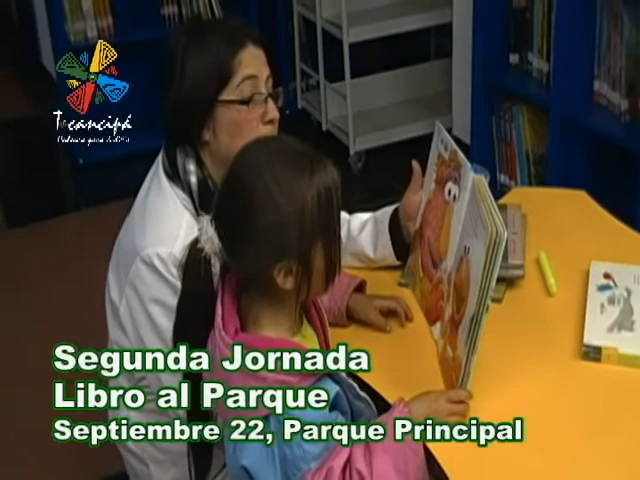 Tocancipá
Segunda Jornada
Libro al Parque
Septiembre 22, Parque Principal